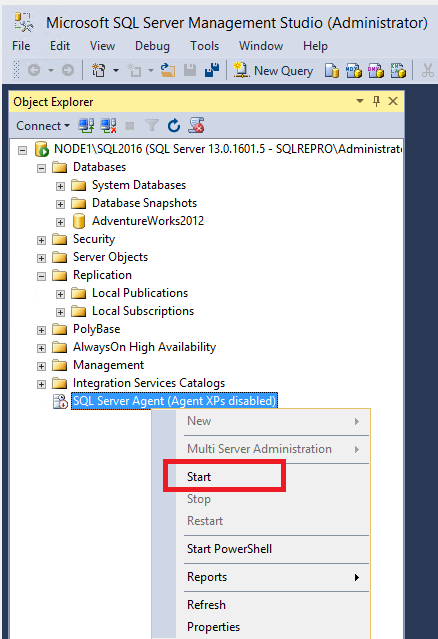 Microsoft SQL Server Management Studio (Administrator)
File Edit View Debug Tools Window Help
New Query
Object Explorer
Connect
NODE1\SQL2016 (SQL Server 13.0.1601.5 - SQLREPRO\Administrato
Databases
System Databases
Database Snapshots
AdventureWorks2012
Security
Server Objects
Replication
Local Publications
Local Subscriptions
PolyBase
AlwaysOn High Availability
Management
Integration Services Catalogs
SQL Server Agent (Agent XPs disabled)
New
Multi Server Administration
Start
Stop
Restart
Start PowerShell
Reports
Refresh
Properties